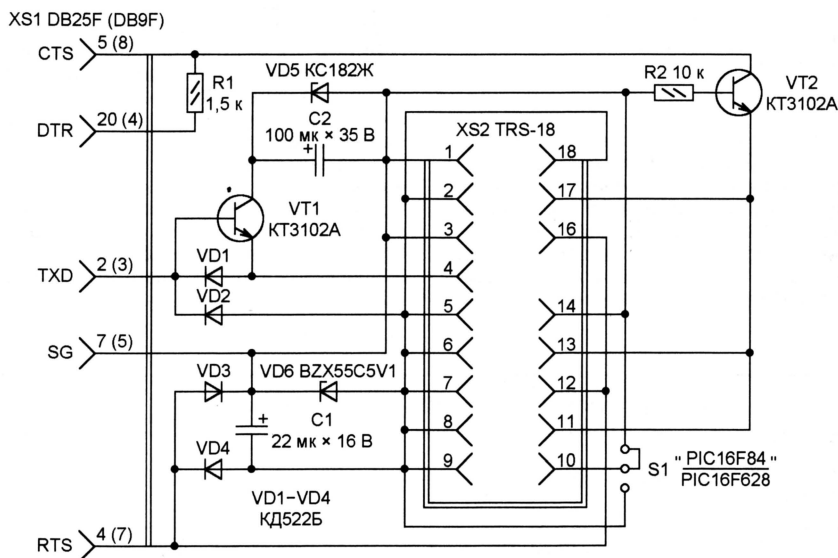 XS1 DB25F (DB9F)
CTS 5 (8)
R1
1,5 к
DTR 20 (4)
VD5 КС182Ж
C2
100 мк × 35 В
+
R2 10 к
VT2
КТ3102А
XS2 TRS-18
1 18
2 17
3 16
VT1
КТ3102А
VD1
TXD 2 (3)
4
VD2
5 14
SG 7 (5)
6 13
VD3
VD6 BZX55C5V1
7 12
+
C1
22 мк × 16 В
8 11
VD4
9 10
S1 "PIC16F84"
PIC16F628
VD1–VD4
КД522Б
RTS 4 (7)